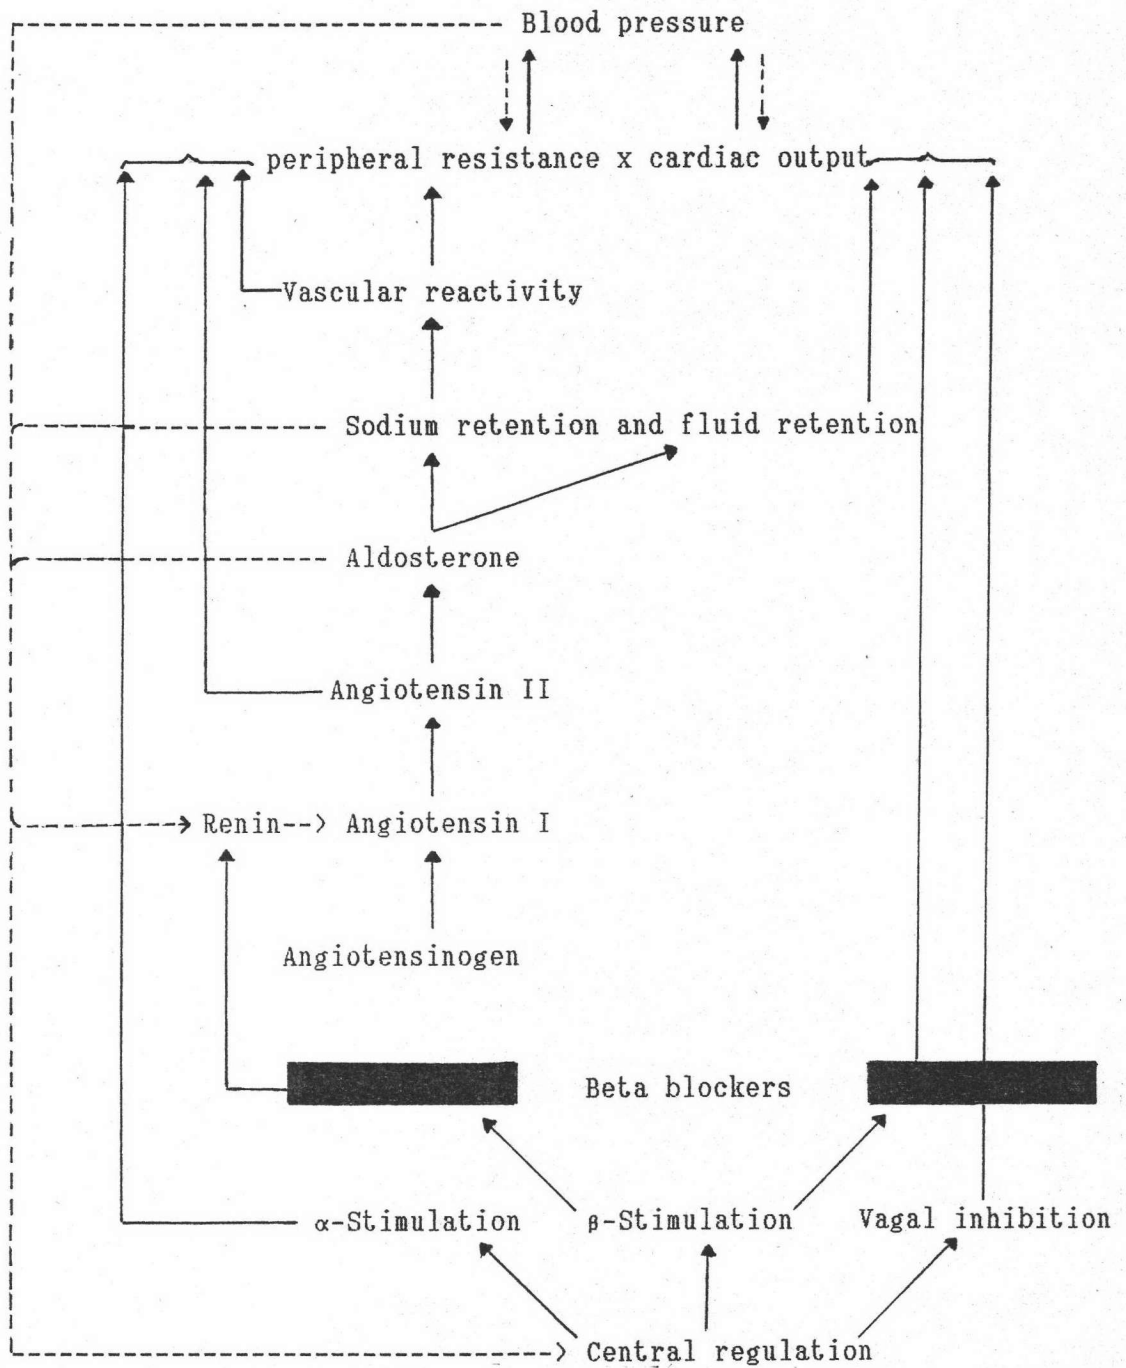 Blood pressure
peripheral resistance x cardiac output
Vascular reactivity
Sodium retention and fluid retention
Aldosterone
Angiotensin II
Renin--> Angiotensin I
Angiotensinogen
Beta blockers
α-Stimulation β-Stimulation Vagal inhibition
Central regulation